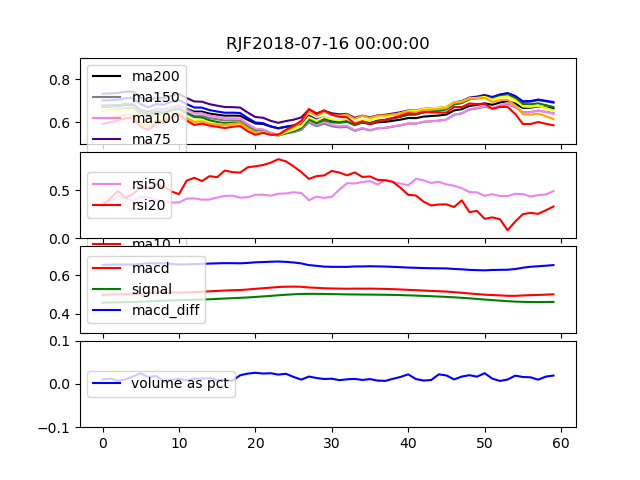 RJF2018-07-16 00:00:00
0.8
0.6
ma200
ma150
ma100
ma75
0.5
0.0
rsi50
rsi20
ma10
0.6
0.4
macd
signal
macd_diff
0.1
0.0
−0.1
volume as pct
0 10 20 30 40 50 60